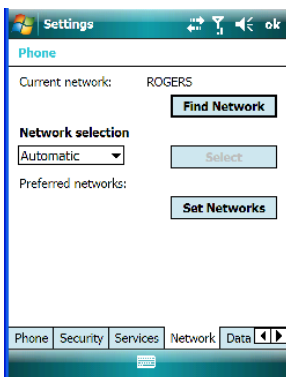 Settings ok
Phone
Current network: ROGERS
Find Network
Network selection
Automatic Select
Preferred networks:
Set Networks
Phone Security Services Network Data